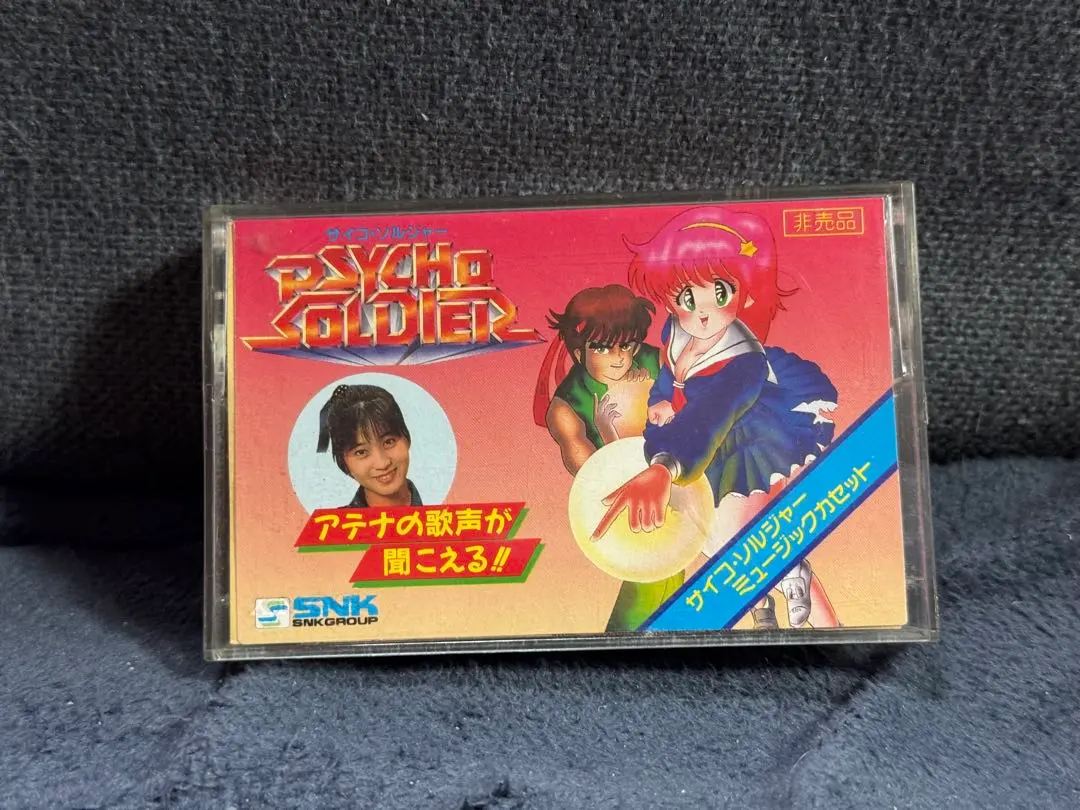 サイコ・ソルジャー
PSYCHO
SOLDIER
非売品
アテナの歌声が
聞こえる!!
サイコ・ソルジャー
ミュージックカセット
SNK
SNK GROUP